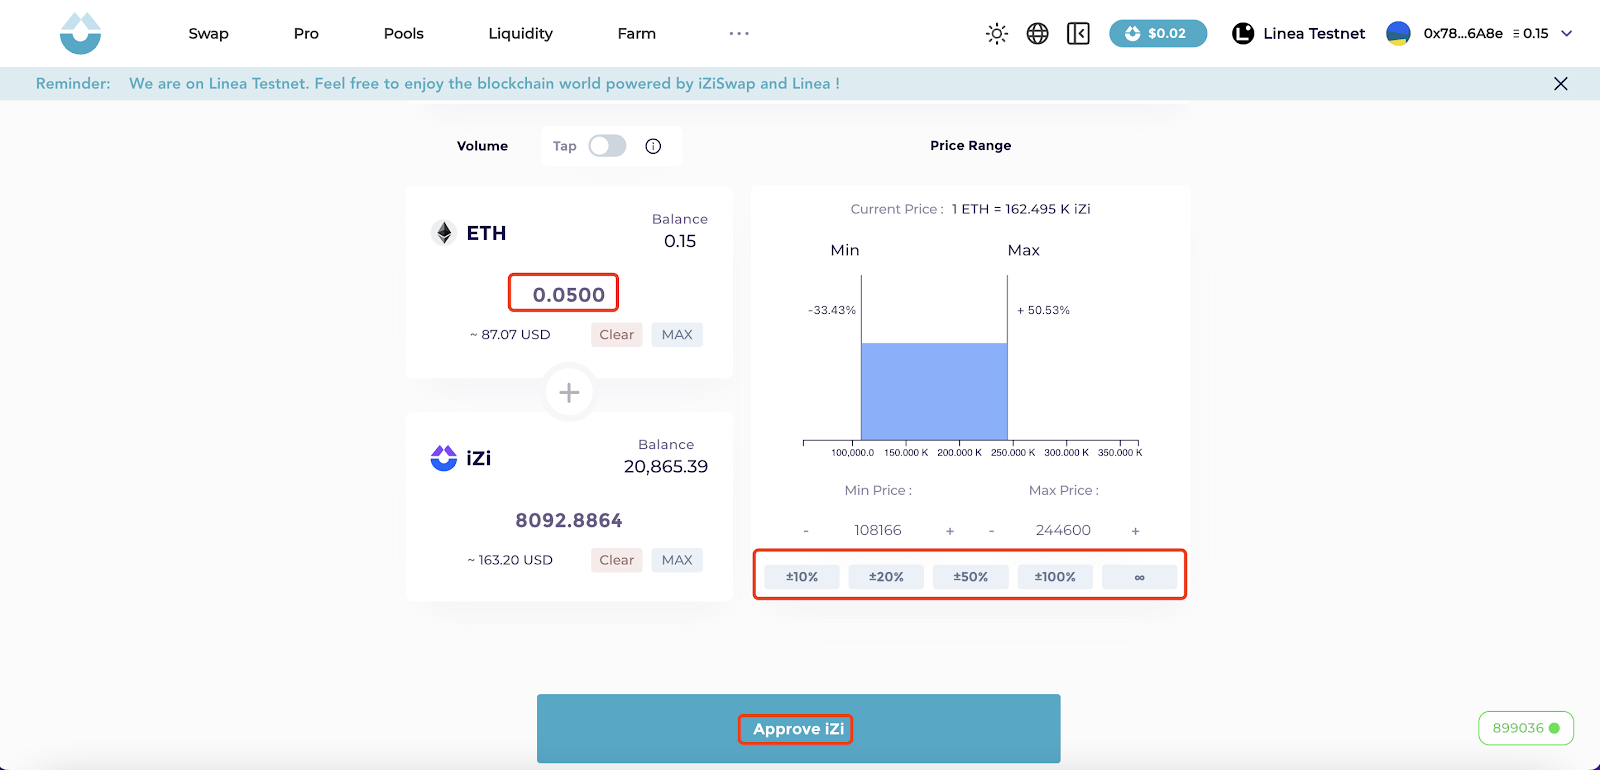 Swap Pro Pools Liquidity Farm ... $0.02 Linea Testnet 0x78...6A8e Ξ 0.15
Reminder: We are on Linea Testnet. Feel free to enjoy the blockchain world powered by iZiSwap and Linea !
Volume Tap Price Range
ETH
Balance
0.15
0.0500
~ 87.07 USD Clear MAX
+
iZi
Balance
20,865.39
8092.8864
~ 163.20 USD Clear MAX
Current Price : 1 ETH = 162.495 K iZi
Min Max
-33.43% + 50.53%
100,000.0 150.000 K 200.000 K 250.000 K 300.000 K 350.000 K
Min Price : Max Price :
- 108166 + - 244600 +
±10% ±20% ±50% ±100% ∞
Approve iZi
899036